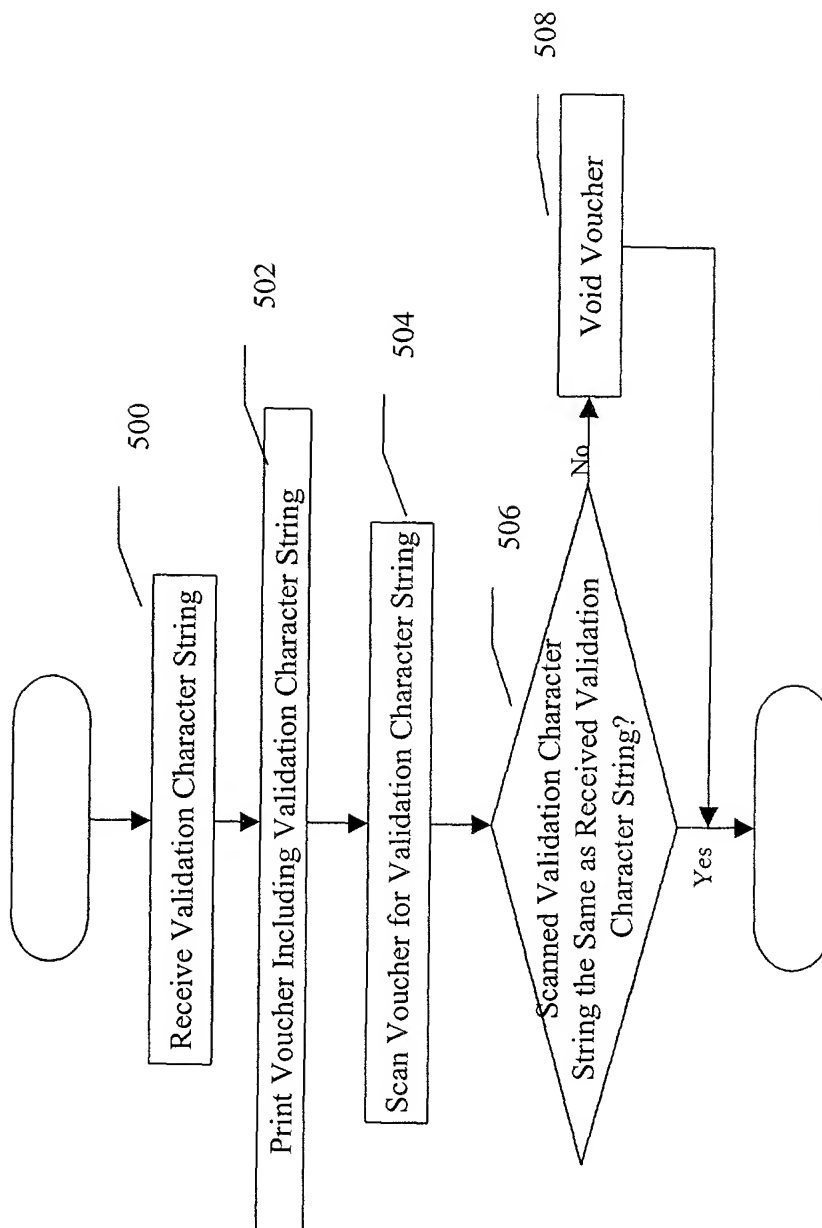 500
Receive Validation Character String
502
Print Voucher Including Validation Character String
504
Scan Voucher for Validation Character String
506
Scanned Validation Character
String the Same as Received Validation
Character String?
No
508
Void Voucher
Yes